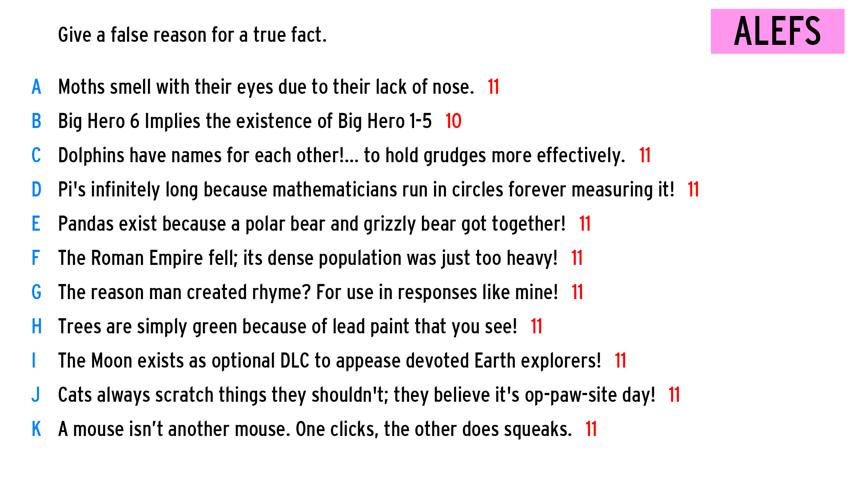 Give a false reason for a true fact.
ALEFS
A Moths smell with their eyes due to their lack of nose. 11
B Big Hero 6 Implies the existence of Big Hero 1-5 10
C Dolphins have names for each other!... to hold grudges more effectively. 11
D Pi's infinitely long because mathematicians run in circles forever measuring it! 11
E Pandas exist because a polar bear and grizzly bear got together! 11
F The Roman Empire fell; its dense population was just too heavy! 11
G The reason man created rhyme? For use in responses like mine! 11
H Trees are simply green because of lead paint that you see! 11
I The Moon exists as optional DLC to appease devoted Earth explorers! 11
J Cats always scratch things they shouldn't; they believe it's op-paw-site day! 11
K A mouse isn’t another mouse. One clicks, the other does squeaks. 11